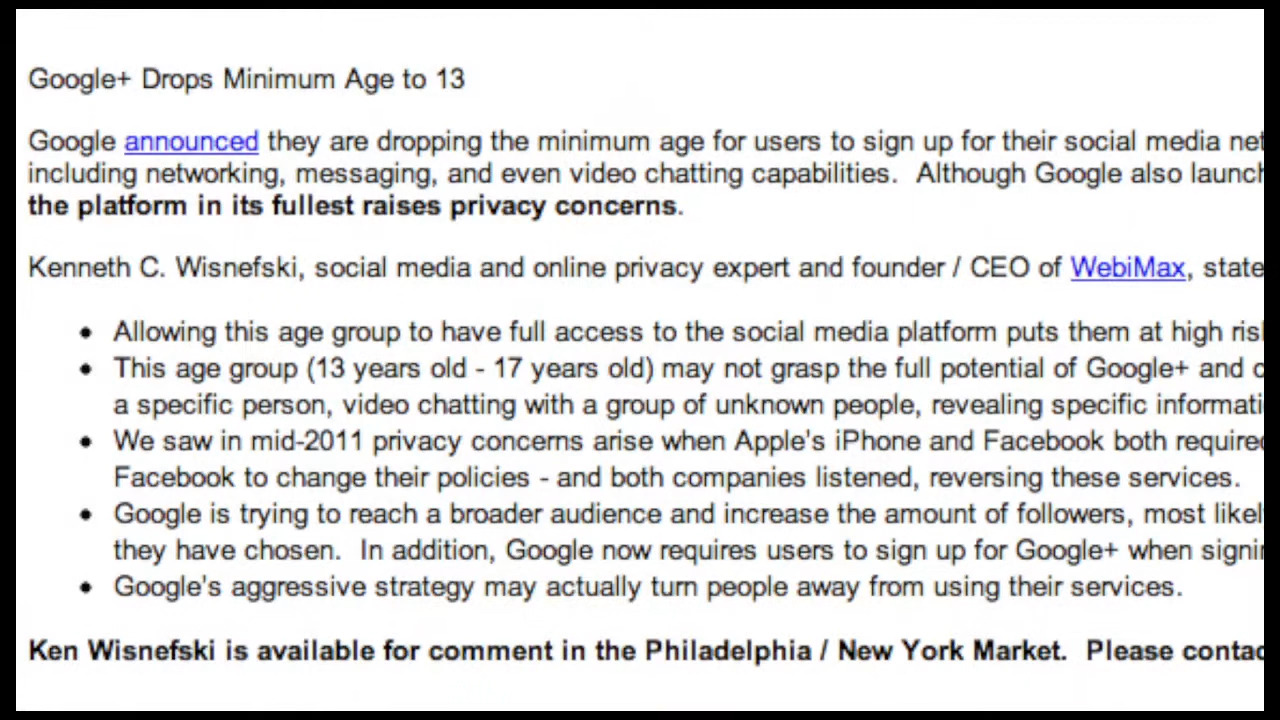 Google+ Drops Minimum Age to 13
Google announced they are dropping the minimum age for users to sign up for their social media net
including networking, messaging, and even video chatting capabilities. Although Google also launch
the platform in its fullest raises privacy concerns.
Kenneth C. Wisnefski, social media and online privacy expert and founder / CEO of WebiMax, state
• Allowing this age group to have full access to the social media platform puts them at high risk
• This age group (13 years old - 17 years old) may not grasp the full potential of Google+ and
a specific person, video chatting with a group of unknown people, revealing specific informati
• We saw in mid-2011 privacy concerns arise when Apple's iPhone and Facebook both required
Facebook to change their policies - and both companies listened, reversing these services.
• Google is trying to reach a broader audience and increase the amount of followers, most likel
they have chosen. In addition, Google now requires users to sign up for Google+ when signi
• Google's aggressive strategy may actually turn people away from using their services.
Ken Wisnefski is available for comment in the Philadelphia / New York Market. Please contac